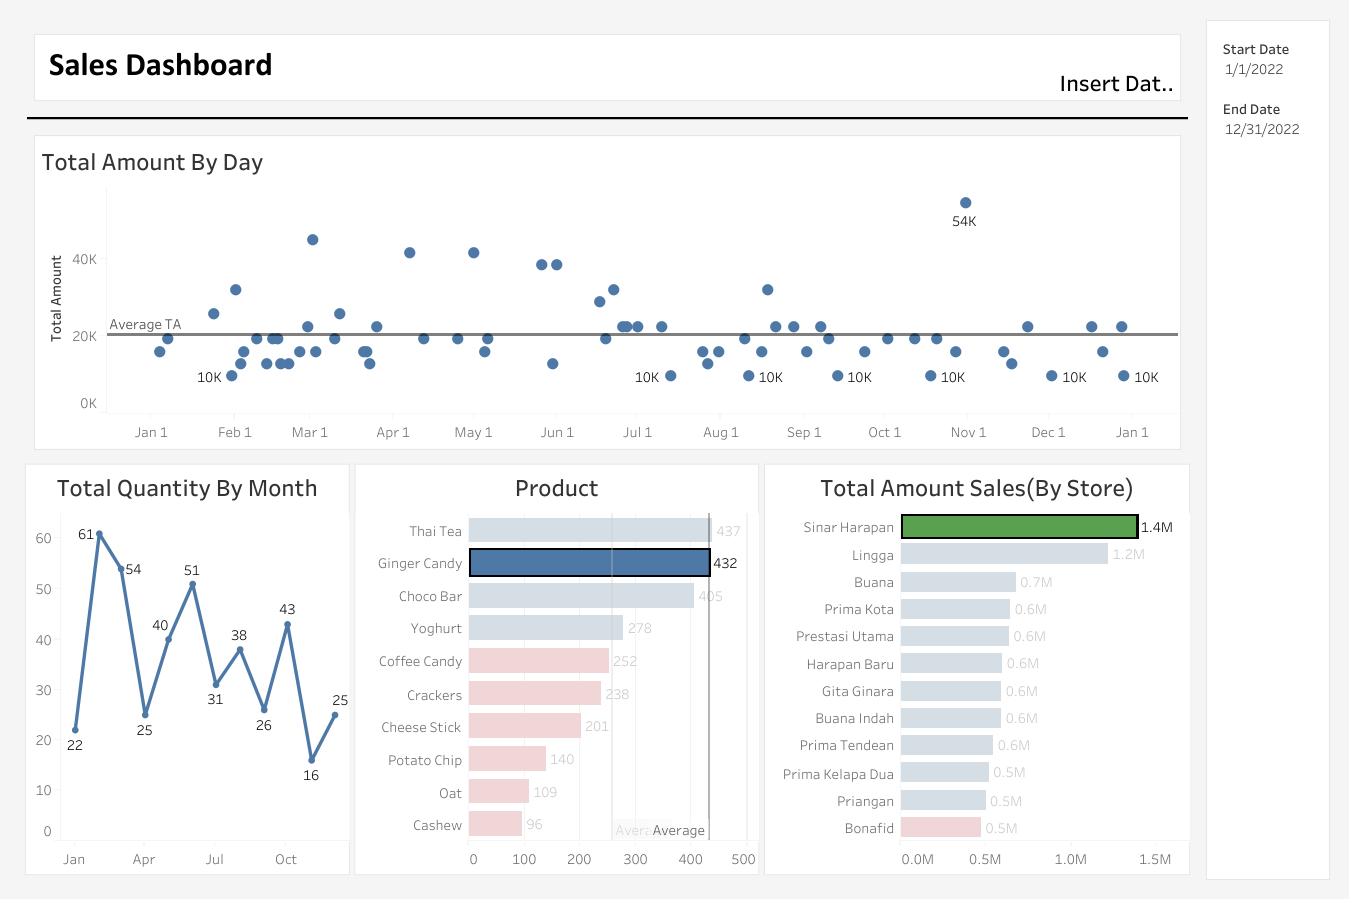 Sales Dashboard
Insert Dat..
Start Date
1/1/2022
End Date
12/31/2022
Total Amount By Day
Total Amount
40K
20K
0K
Average TA
54K
10K
10K
10K
10K
10K
10K
10K
Jan 1
Feb 1
Mar 1
Apr 1
May 1
Jun 1
Jul 1
Aug 1
Sep 1
Oct 1
Nov 1
Dec 1
Jan 1
Total Quantity By Month
60
50
40
30
20
10
0
22
61
54
25
40
51
31
38
26
43
16
25
Jan
Apr
Jul
Oct
Product
Thai Tea 437
Ginger Candy 432
Choco Bar 405
Yoghurt 278
Coffee Candy 252
Crackers 238
Cheese Stick 201
Potato Chip 140
Oat 109
Cashew 96
Average
0 100 200 300 400 500
Total Amount Sales(By Store)
Sinar Harapan 1.4M
Lingga 1.2M
Buana 0.7M
Prima Kota 0.6M
Prestasi Utama 0.6M
Harapan Baru 0.6M
Gita Ginara 0.6M
Buana Indah 0.6M
Prima Tendean 0.6M
Prima Kelapa Dua 0.5M
Priangan 0.5M
Bonafid 0.5M
0.0M 0.5M 1.0M 1.5M